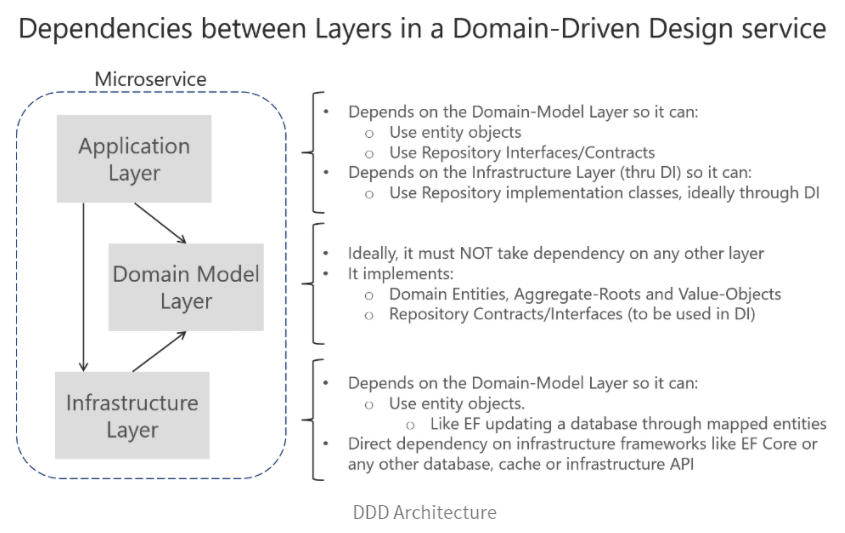 Dependencies between Layers in a Domain-Driven Design service
Microservice
Application
Layer
Domain Model
Layer
Infrastructure
Layer
• Depends on the Domain-Model Layer so it can:
o Use entity objects
o Use Repository Interfaces/Contracts
• Depends on the Infrastructure Layer (thru DI) so it can:
o Use Repository implementation classes, ideally through DI
• Ideally, it must NOT take dependency on any other layer
• It implements:
o Domain Entities, Aggregate-Roots and Value-Objects
o Repository Contracts/Interfaces (to be used in DI)
• Depends on the Domain-Model Layer so it can:
o Use entity objects.
o Like EF updating a database through mapped entities
• Direct dependency on infrastructure frameworks like EF Core or
any other database, cache or infrastructure API
DDD Architecture